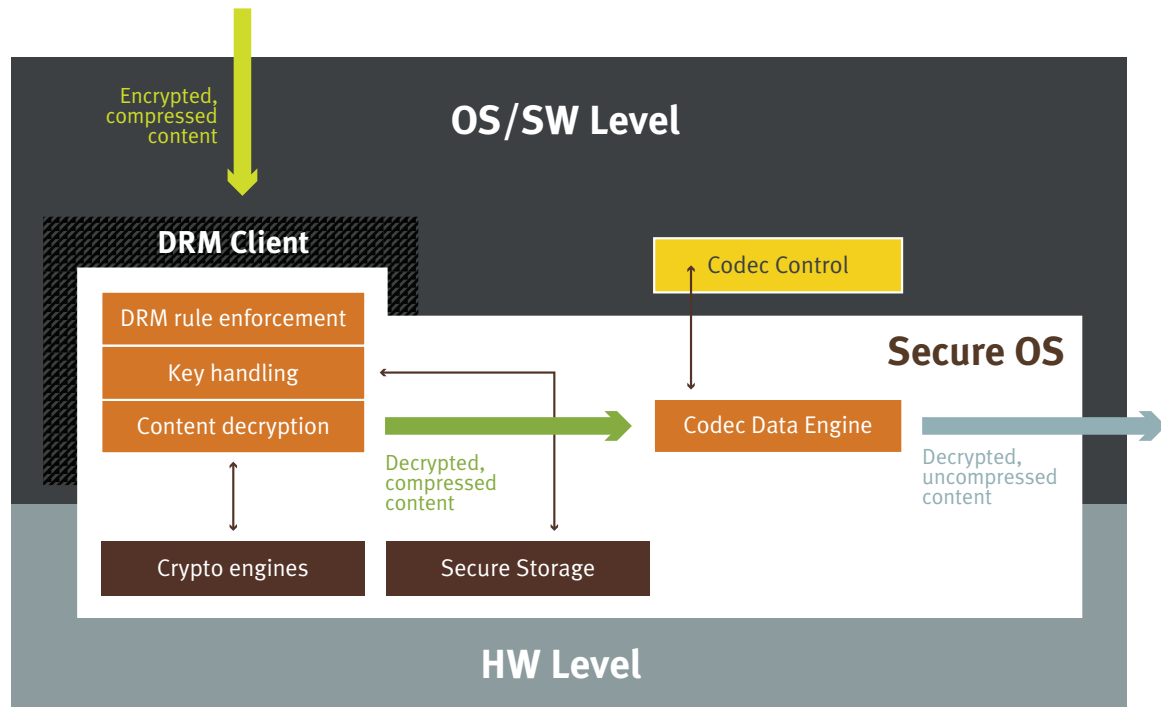 Encrypted,
compressed
content
OS/SW Level
DRM Client
Codec Control
DRM rule enforcement
Key handling
Content decryption
Secure OS
Codec Data Engine
Decrypted,
compressed
content
Decrypted,
uncompressed
content
Crypto engines
Secure Storage
HW Level